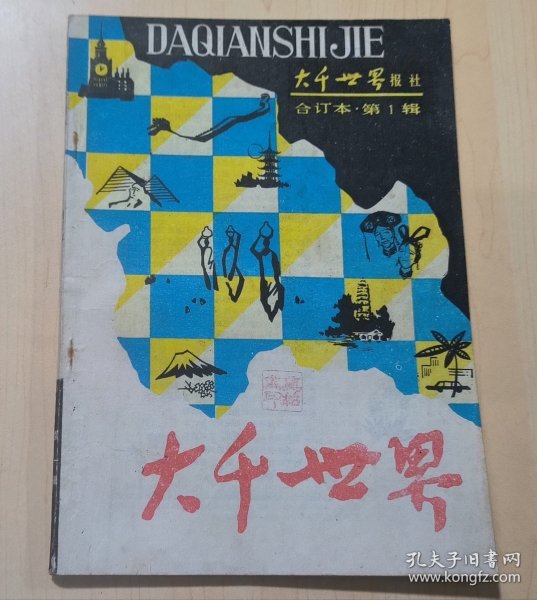 DAQIANSHIJIE
大千世界报社
合订本·第1辑
大千世界
孔夫子旧书网
www.kongfz.com